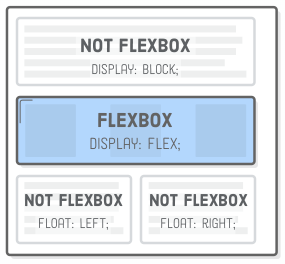 NOT FLEXBOX
DISPLAY: BLOCK;
FLEXBOX
DISPLAY: FLEX;
NOT FLEXBOX
FLOAT: LEFT;
NOT FLEXBOX
FLOAT: RIGHT;